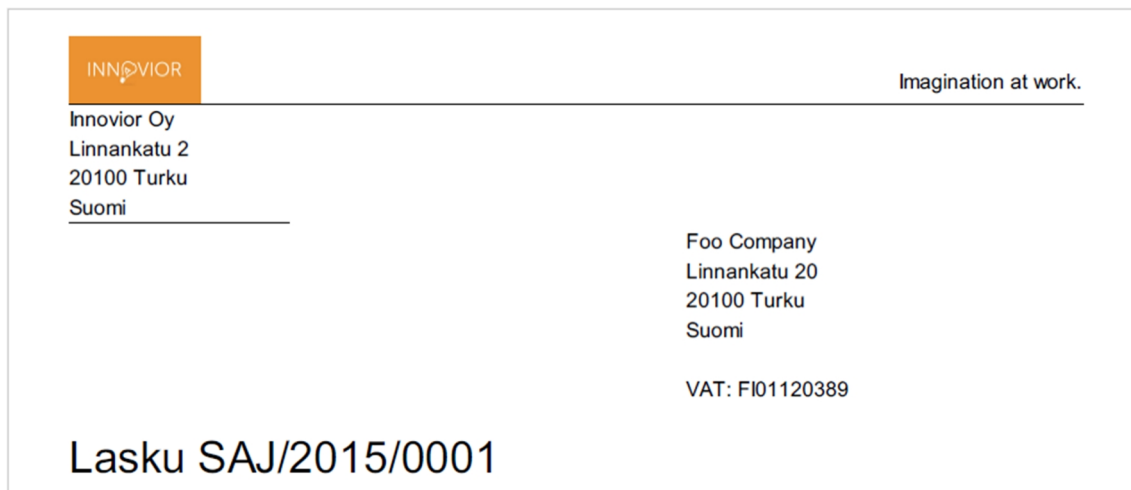 INNOVIOR
Imagination at work.
Innovior Oy
Linnankatu 2
20100 Turku
Suomi
Foo Company
Linnankatu 20
20100 Turku
Suomi
VAT: FI01120389
Lasku SAJ/2015/0001